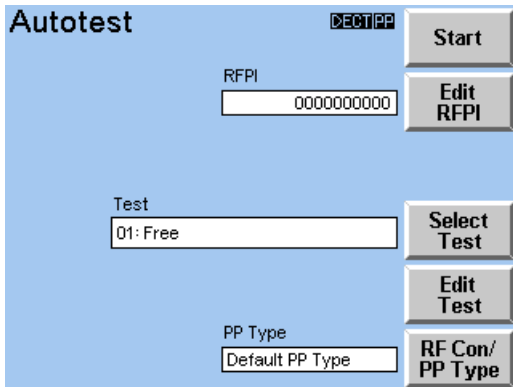 Autotest
DECT PP
Start
RFPI
0000000000
Edit
RFPI
Test
01: Free
Select
Test
Edit
Test
PP Type
Default PP Type
RF Con/
PP Type